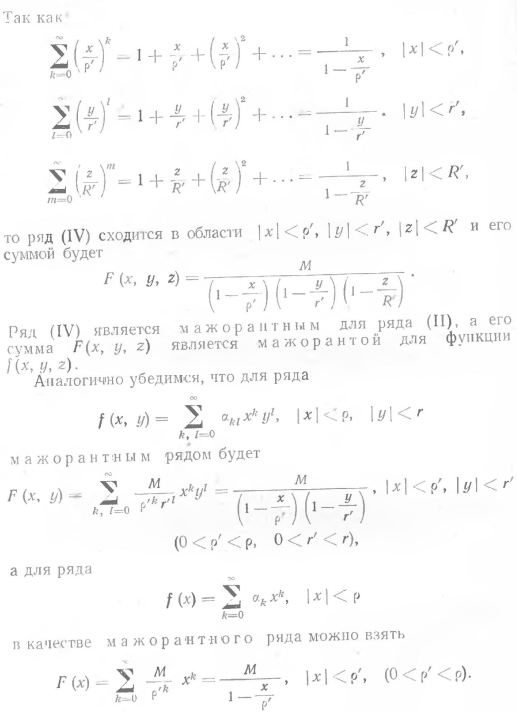 Так как
$$\sum_{k=0}^{\infty}\left(\frac{x}{\rho'}\right)^k = 1 + \frac{x}{\rho'} + \left(\frac{x}{\rho'}\right)^2 + \ldots = \frac{1}{1-\frac{x}{\rho'}}, \quad |x|<\rho',$$
$$\sum_{l=0}^{\infty}\left(\frac{y}{r'}\right)^l = 1 + \frac{y}{r'} + \left(\frac{y}{r'}\right)^2 + \ldots = \frac{1}{1-\frac{y}{r'}}. \quad |y|<r',$$
$$\sum_{m=0}^{\infty}\left(\frac{z}{R'}\right)^m = 1 + \frac{z}{R'} + \left(\frac{z}{R'}\right)^2 + \ldots = \frac{1}{1-\frac{z}{R'}}, \quad |z|<R',$$
то ряд (IV) сходится в области |x|<ρ', |y|<r', |z|<R' и его
суммой будет
$$F(x, y, z) = \frac{M}{\left(1-\frac{x}{\rho'}\right)\left(1-\frac{y}{r'}\right)\left(1-\frac{z}{R'}\right)}.$$
Ряд (IV) является мажорантным для ряда (II), а его
сумма F(x, y, z) является мажорантой для функции
f(x, y, z).
Аналогично убедимся, что для ряда
$$f(x, y) = \sum_{k,\,l=0}^{\infty} \alpha_{kl}\, x^k y^l, \quad |x|<\rho, \quad |y|<r$$
мажорантным рядом будет
$$F(x, y) = \sum_{k,\,l=0}^{\infty} \frac{M}{\rho'^k r'^l} x^k y^l = \frac{M}{\left(1-\frac{x}{\rho'}\right)\left(1-\frac{y}{r'}\right)}, \quad |x|<\rho', \; |y|<r'$$
$$(0<\rho'<\rho, \quad 0<r'<r),$$
а для ряда
$$f(x) = \sum_{k=0}^{\infty} \alpha_k x^k, \quad |x|<\rho$$
в качестве мажорантного ряда можно взять
$$F(x) = \sum_{k=0}^{\infty} \frac{M}{\rho'^k} x^k = \frac{M}{1-\frac{x}{\rho'}}, \quad |x|<\rho', \quad (0<\rho'<\rho).$$